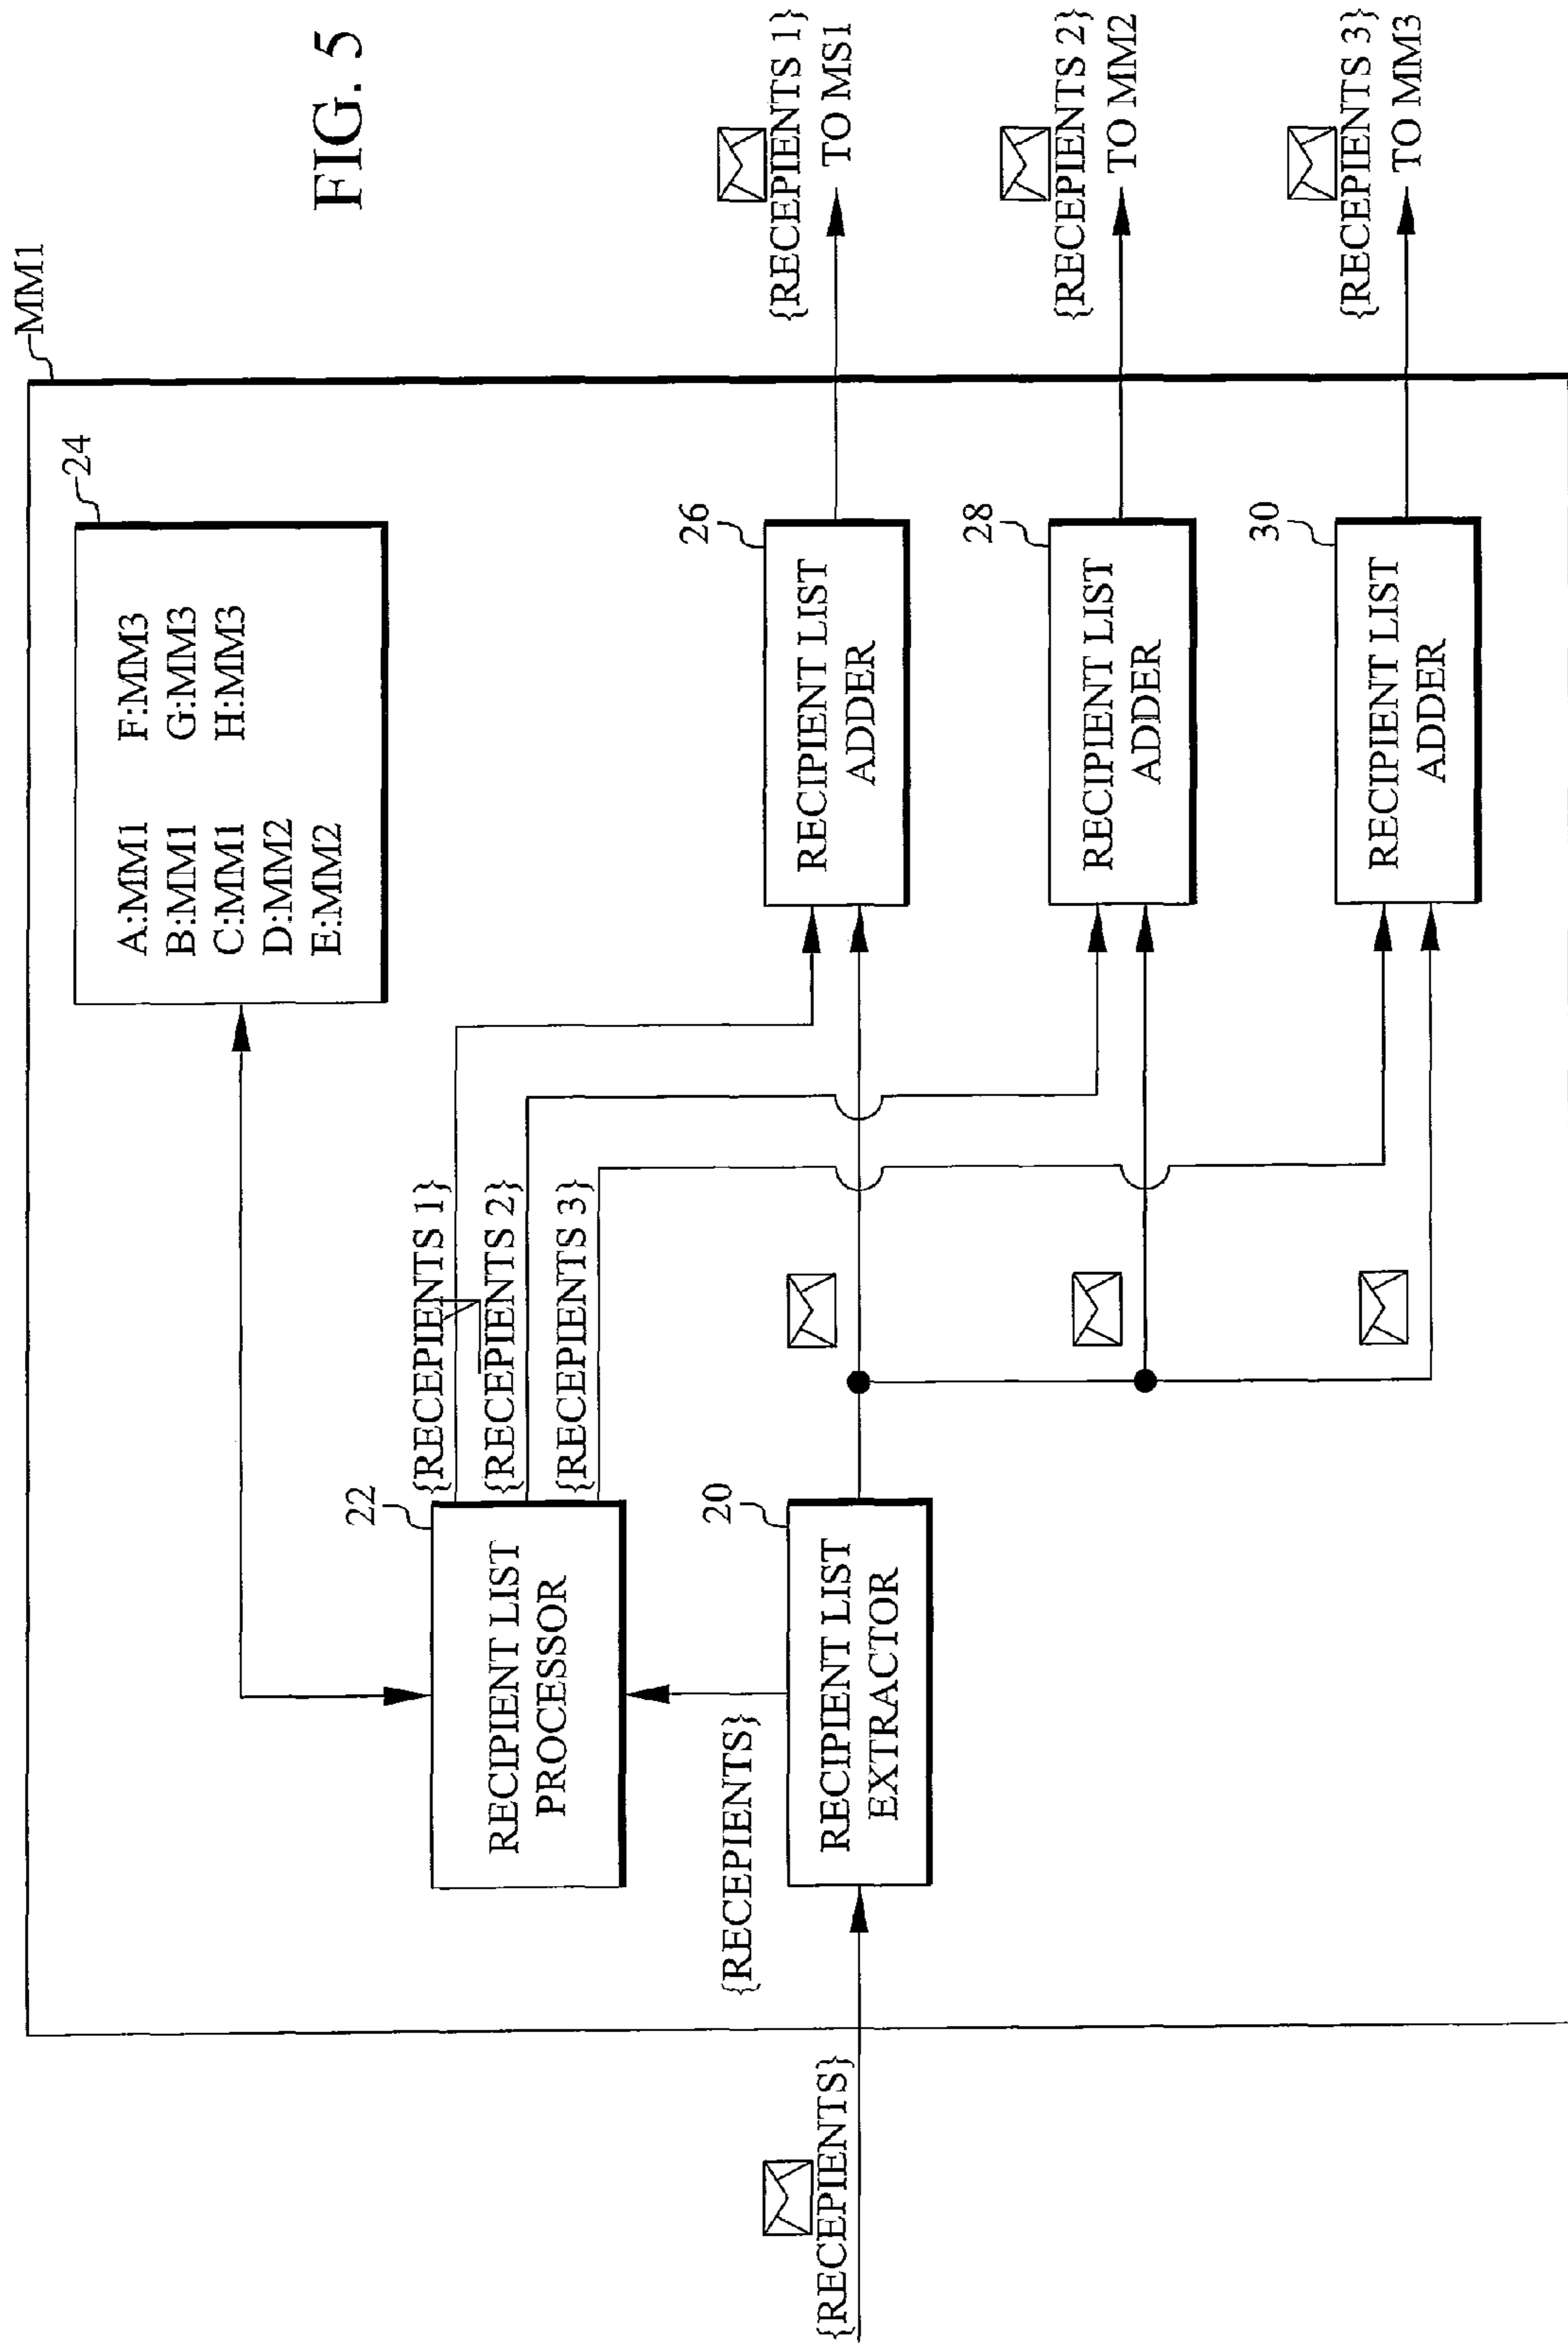 FIG. 5
MM1
24
A:MM1
B:MM1
C:MM1
D:MM2
E:MM2
F:MM3
G:MM3
H:MM3
22
RECIPIENT LIST
PROCESSOR
{RECEPIENTS 1}
{RECEPIENTS 2}
{RECEPIENTS 3}
{RECEPIENTS}
{RECEPIENTS}
20
RECIPIENT LIST
EXTRACTOR
26
RECIPIENT LIST
ADDER
{RECEPIENTS 1}
TO MS1
28
RECIPIENT LIST
ADDER
{RECEPIENTS 2}
TO MM2
30
RECIPIENT LIST
ADDER
{RECEPIENTS 3}
TO MM3